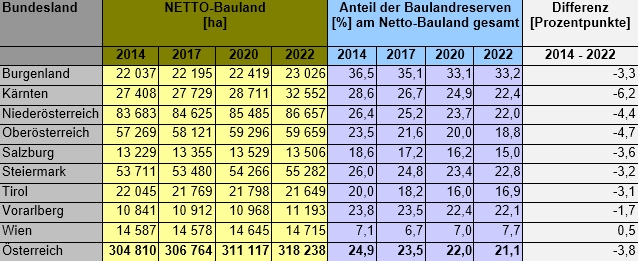 Bundesland NETTO-Bauland Anteil der Baulandreserven Differenz
[ha] [%] am Netto-Bauland gesamt [Prozentpunkte]
2014 2017 2020 2022 2014 2017 2020 2022 2014 - 2022
Burgenland 22 037 22 195 22 419 23 026 36,5 35,1 33,1 33,2 -3,3
Kärnten 27 408 27 729 28 711 32 552 28,6 26,7 24,9 22,4 -6,2
Niederösterreich 83 683 84 625 85 485 86 657 26,4 25,2 23,7 22,0 -4,4
Oberösterreich 57 269 58 121 59 296 59 659 23,5 21,6 20,0 18,8 -4,7
Salzburg 13 229 13 355 13 529 13 506 18,6 17,2 16,2 15,0 -3,6
Steiermark 53 711 53 480 54 266 55 282 26,0 24,8 23,4 22,8 -3,2
Tirol 22 045 21 769 21 798 21 649 20,0 18,2 16,0 16,9 -3,1
Vorarlberg 10 841 10 912 10 968 11 193 23,8 23,5 22,4 22,1 -1,7
Wien 14 587 14 578 14 645 14 715 7,1 6,7 7,0 7,7 0,5
Österreich 304 810 306 764 311 117 318 238 24,9 23,5 22,0 21,1 -3,8